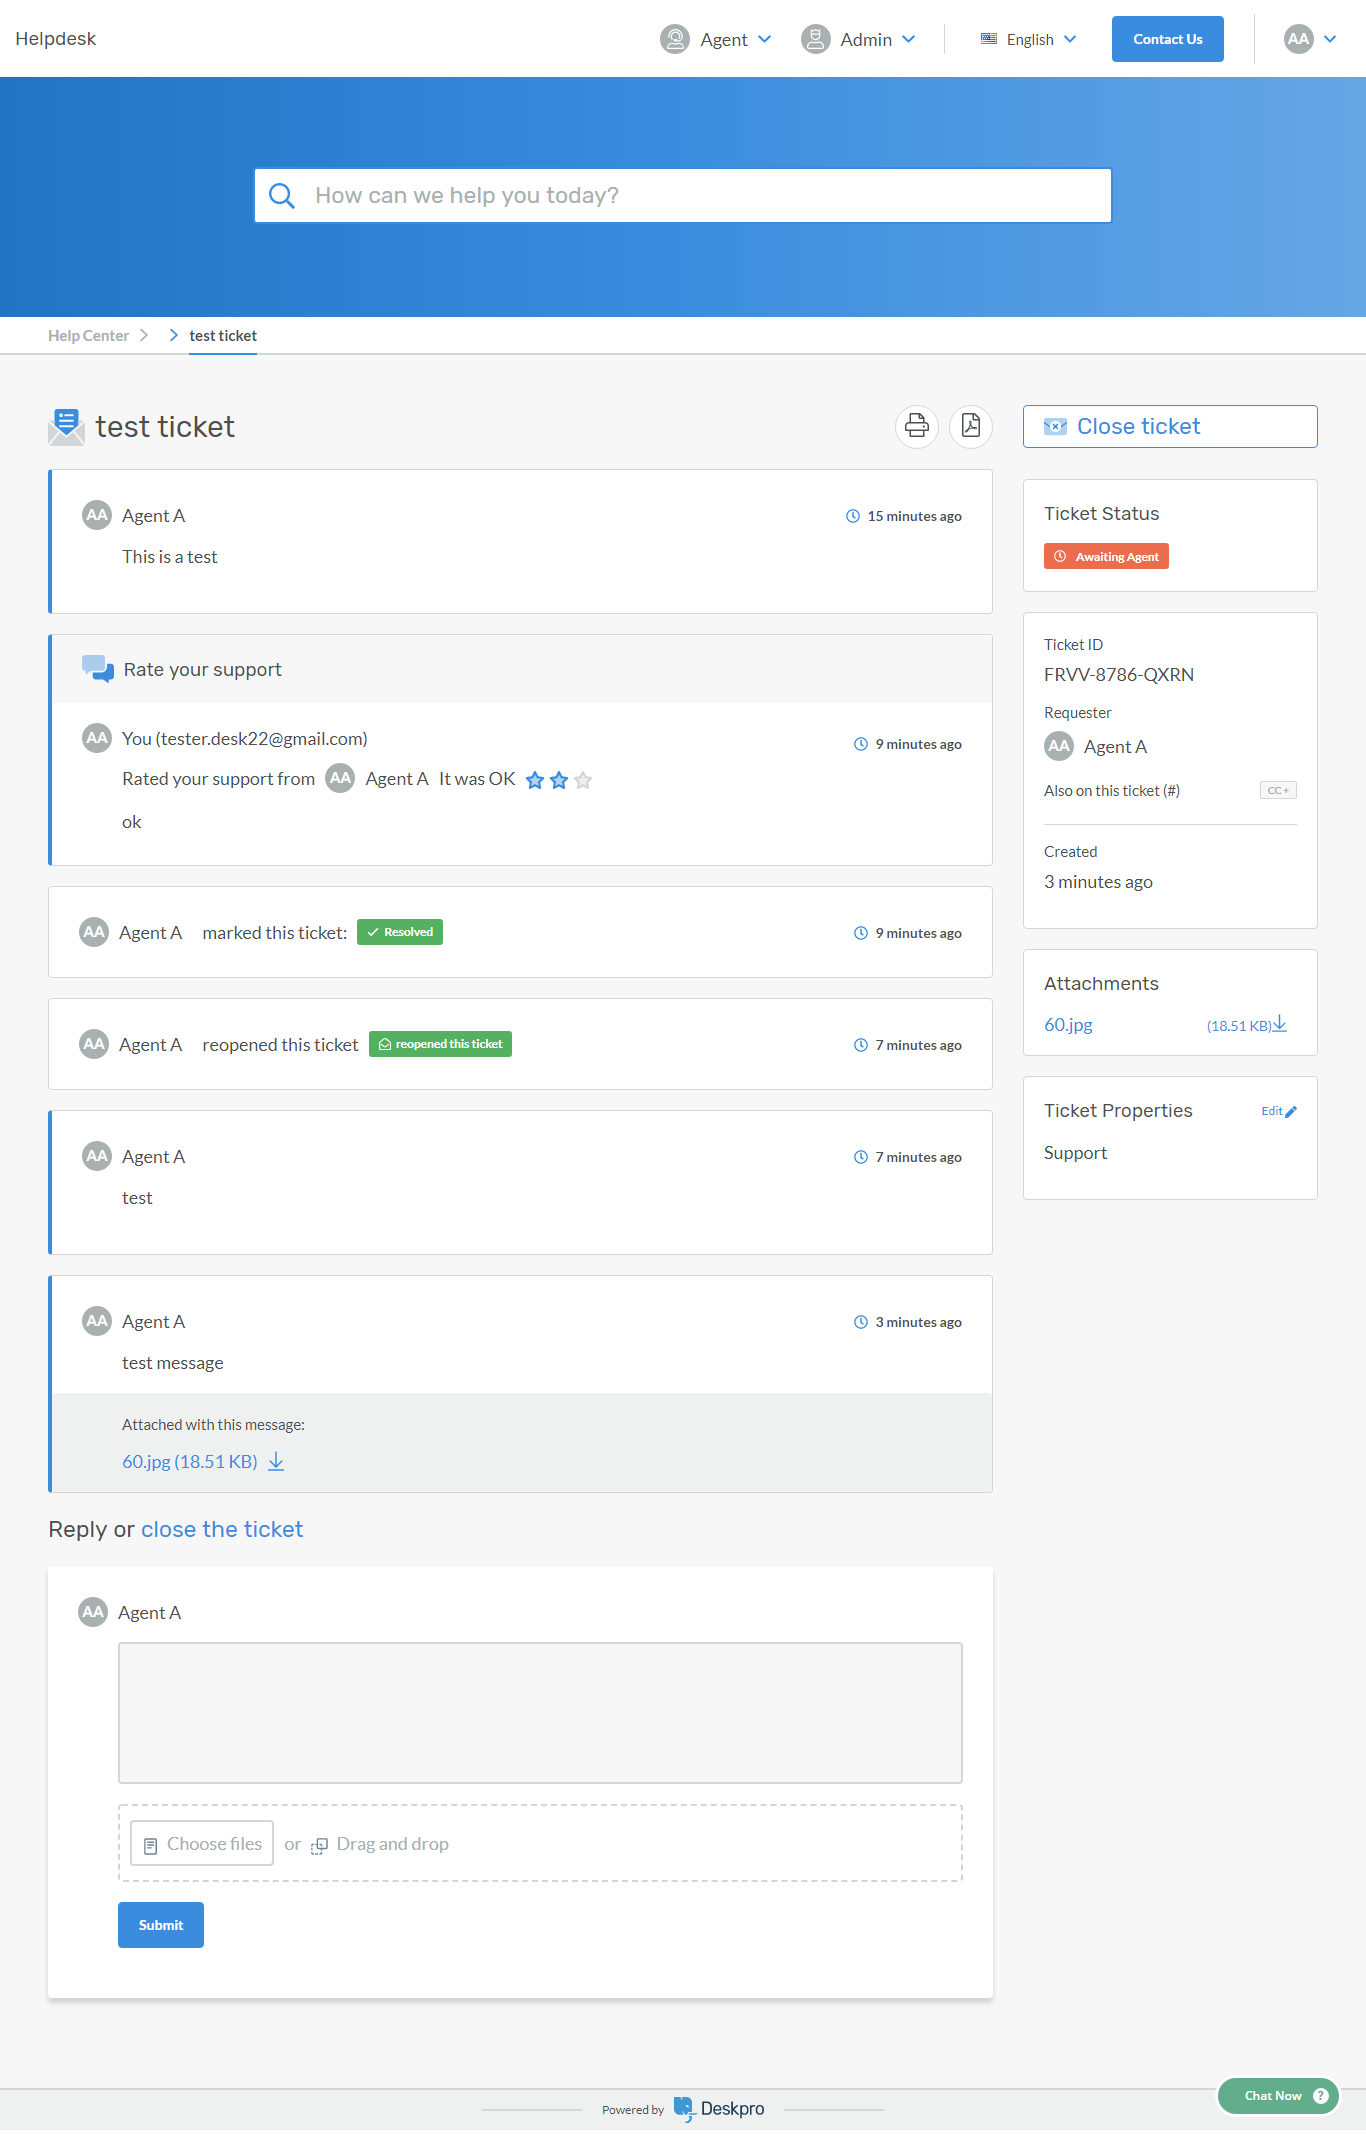 Helpdesk
Agent
Admin
English
Contact Us
AA
How can we help you today?
Help Center
test ticket
test ticket
AA Agent A
15 minutes ago
This is a test
Rate your support
AA You (tester.desk22@gmail.com)
9 minutes ago
Rated your support from AA Agent A It was OK
ok
AA Agent A marked this ticket: Resolved
9 minutes ago
AA Agent A reopened this ticket reopened this ticket
7 minutes ago
AA Agent A
7 minutes ago
test
AA Agent A
3 minutes ago
test message
Attached with this message:
60.jpg (18.51 KB)
Reply or close the ticket
AA Agent A
Choose files or Drag and drop
Submit
Close ticket
Ticket Status
Awaiting Agent
Ticket ID
FRVV-8786-QXRN
Requester
AA Agent A
Also on this ticket (#)
CC +
Created
3 minutes ago
Attachments
60.jpg
(18.51 KB)
Ticket Properties
Edit
Support
Powered by Deskpro
Chat Now ?